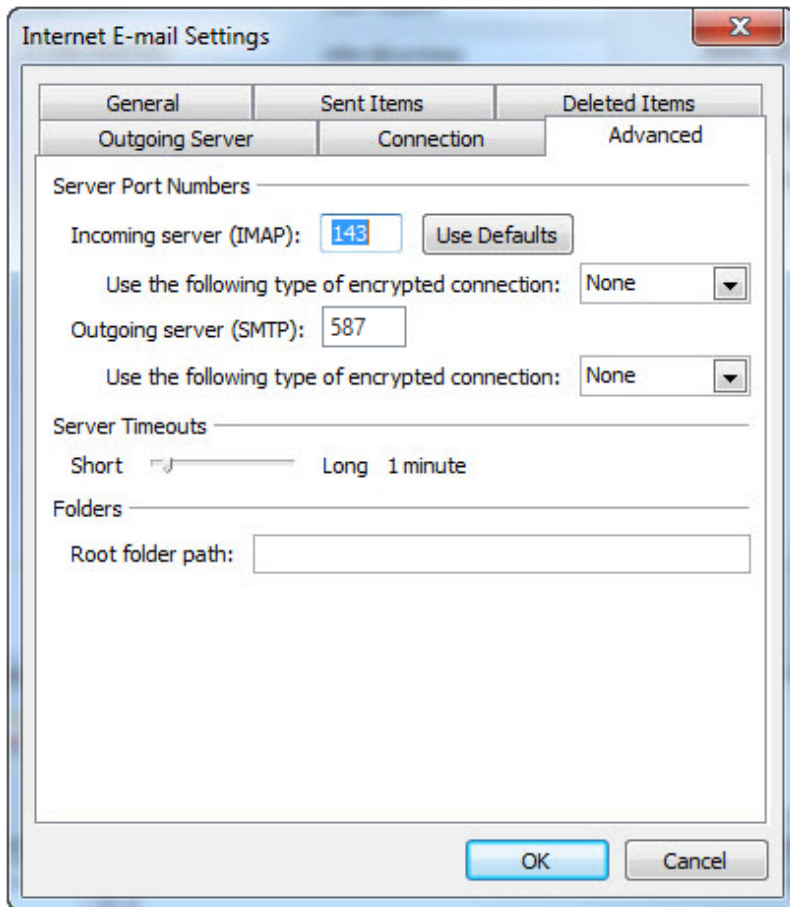 Internet E-mail Settings
X
General Sent Items Deleted Items
Outgoing Server Connection Advanced
Server Port Numbers
Incoming server (IMAP): 143 Use Defaults
Use the following type of encrypted connection: None
Outgoing server (SMTP): 587
Use the following type of encrypted connection: None
Server Timeouts
Short Long 1 minute
Folders
Root folder path:
OK Cancel